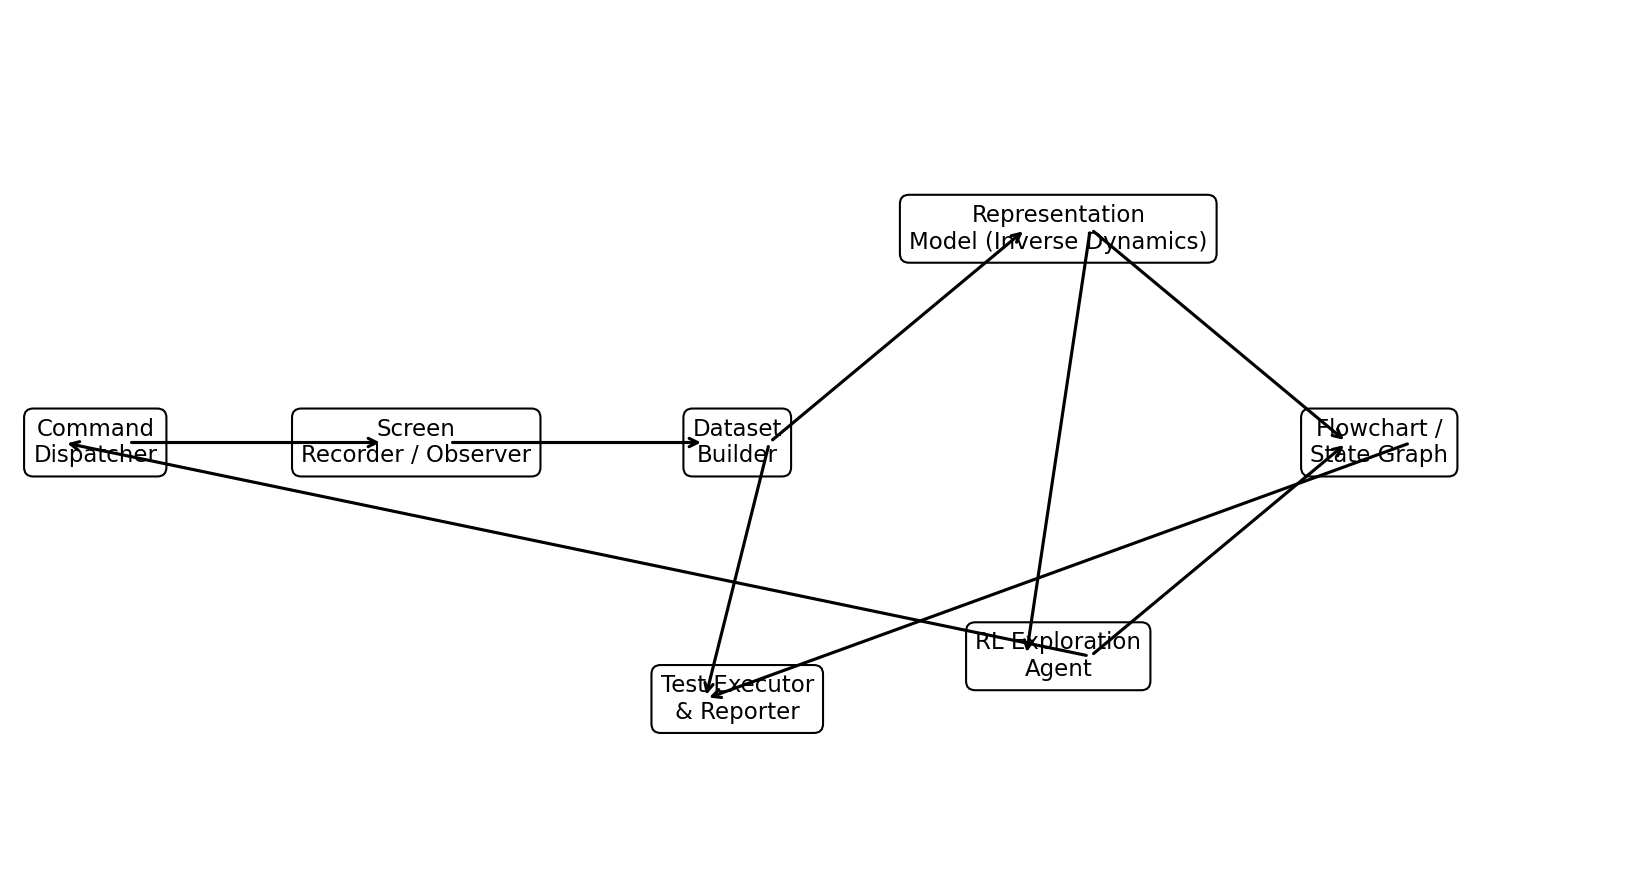 Representation
Model (Inverse Dynamics)
Command
Dispatcher
Screen
Recorder / Observer
Dataset
Builder
Flowchart /
State Graph
RL Exploration
Agent
Test Executor
& Reporter